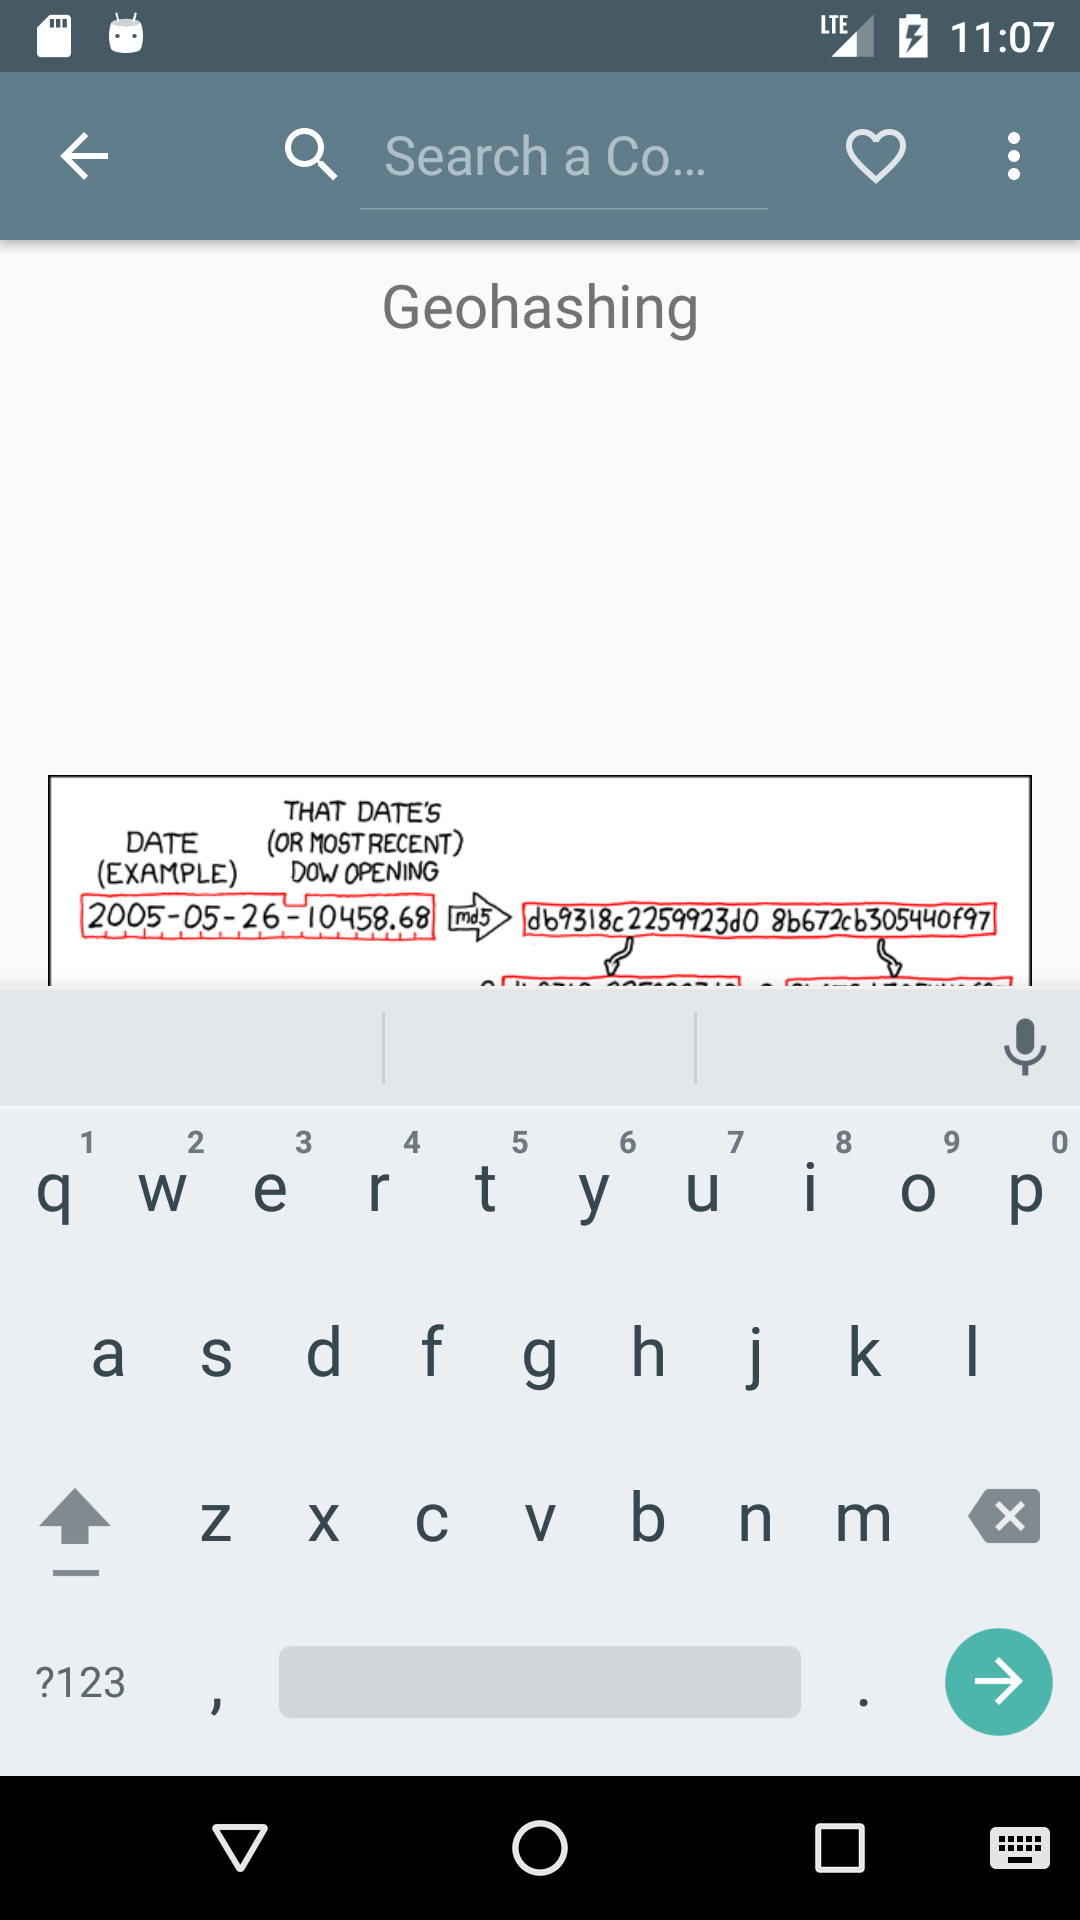 LTE 11:07
Search a Co...
Geohashing
THAT DATE'S
DATE (OR MOST RECENT)
(EXAMPLE) DOW OPENING
2005-05-26-10458.68 md5 db9318c2259923d0 8b672cb305440f97
1 2 3 4 5 6 7 8 9 0
q w e r t y u i o p
a s d f g h j k l
z x c v b n m
?123 , .